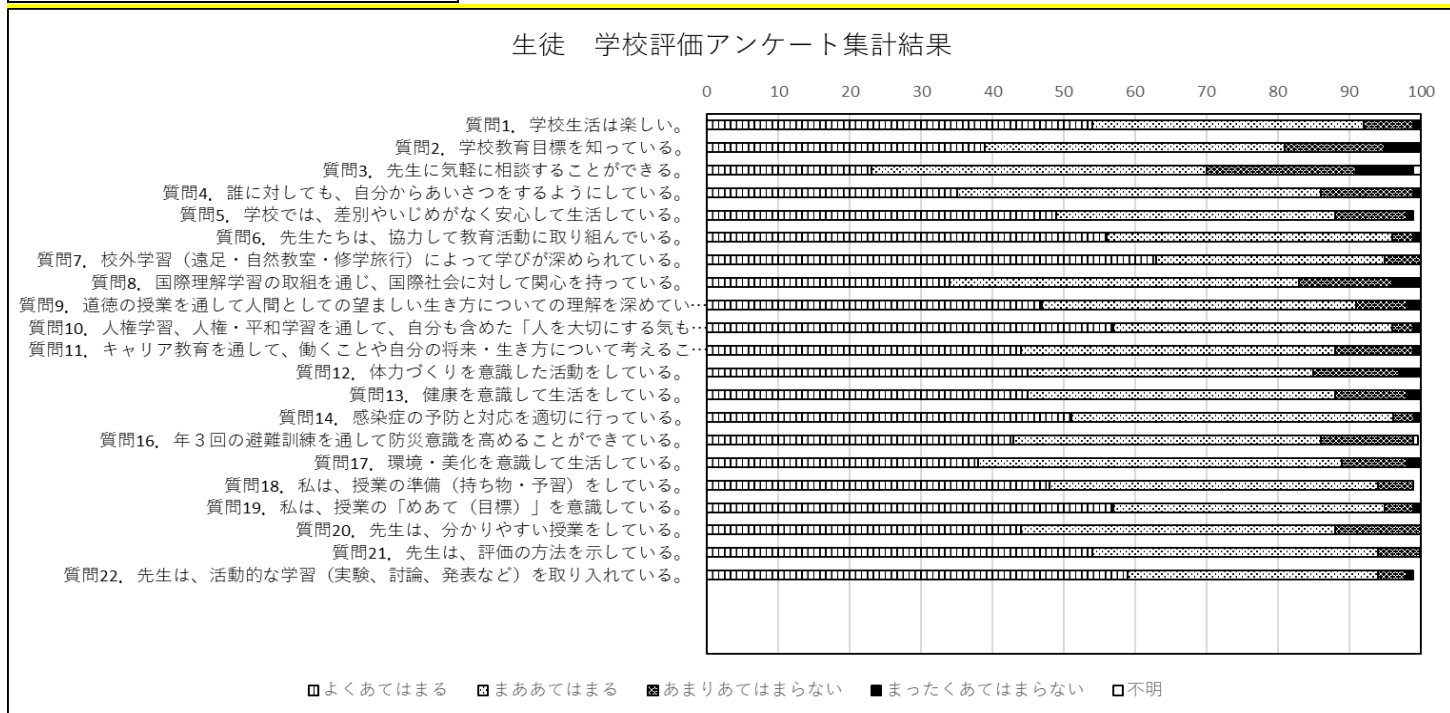 生徒　学校評価アンケート集計結果
0 10 20 30 40 50 60 70 80 90 100
質問1．学校生活は楽しい。
質問2．学校教育目標を知っている。
質問3．先生に気軽に相談することができる。
質問4．誰に対しても、自分からあいさつをするようにしている。
質問5．学校では、差別やいじめがなく安心して生活している。
質問6．先生たちは、協力して教育活動に取り組んでいる。
質問7．校外学習（遠足・自然教室・修学旅行）によって学びが深められている。
質問8．国際理解学習の取組を通じ、国際社会に対して関心を持っている。
質問9．道徳の授業を通して人間としての望ましい生き方についての理解を深めてい…
質問10．人権学習、人権・平和学習を通して、自分も含めた「人を大切にする気も…
質問11．キャリア教育を通して、働くことや自分の将来・生き方について考えるこ…
質問12．体力づくりを意識した活動をしている。
質問13．健康を意識して生活をしている。
質問14．感染症の予防と対応を適切に行っている。
質問16．年３回の避難訓練を通して防災意識を高めることができている。
質問17．環境・美化を意識して生活している。
質問18．私は、授業の準備（持ち物・予習）をしている。
質問19．私は、授業の「めあて（目標）」を意識している。
質問20．先生は、分かりやすい授業をしている。
質問21．先生は、評価の方法を示している。
質問22．先生は、活動的な学習（実験、討論、発表など）を取り入れている。
よくあてはまる　まああてはまる　あまりあてはまらない　まったくあてはまらない　不明